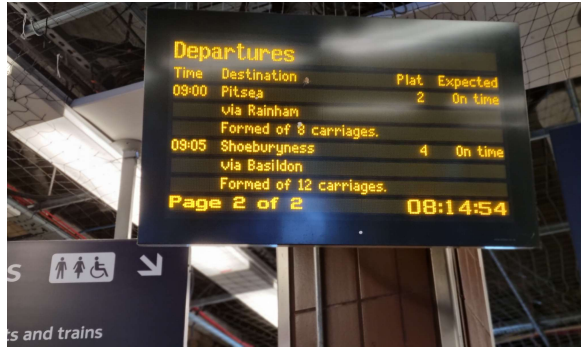 Departures
Time Destination Plat Expected
09:00 Pitsea 2 On time
via Rainham
Formed of 8 carriages.
09:05 Shoeburyness 4 On time
via Basildon
Formed of 12 carriages.
Page 2 of 2 08:14:54
and trains